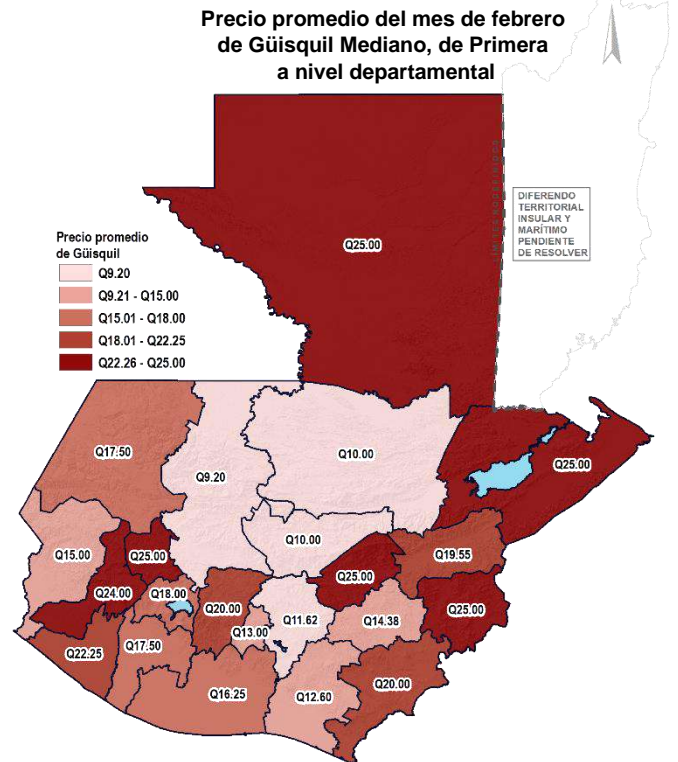 Precio promedio del mes de febrero
de Güisquil Mediano, de Primera
a nivel departamental
DIFERENDO
TERRITORIAL
INSULAR Y
MARÍTIMO
PENDIENTE
DE RESOLVER
Q25.00
Precio promedio
de Güisquil
Q9.20
Q9.21 - Q15.00
Q15.01 - Q18.00
Q18.01 - Q22.25
Q22.26 - Q25.00
Q17.50
Q9.20
Q10.00
Q25.00
Q15.00
Q25.00
Q10.00
Q19.55
Q24.00
Q18.00
Q20.00
Q25.00
Q25.00
Q13.00
Q11.62
Q14.38
Q22.25
Q17.50
Q16.25
Q12.60
Q20.00